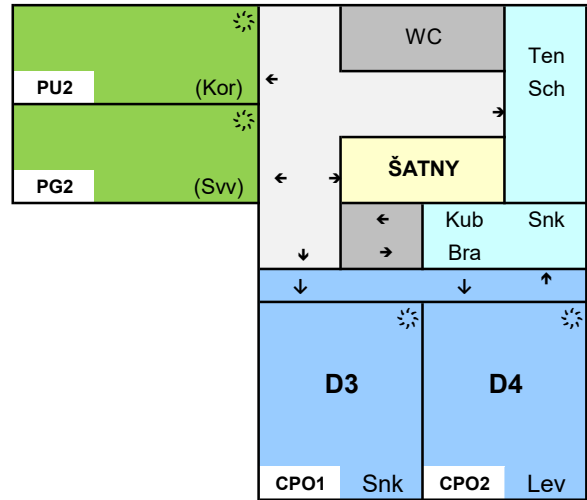 WC
Ten
Sch
PU2 (Kor)
PG2 (Svv)
ŠATNY
Kub Snk
Bra
D3
D4
CPO1 Snk
CPO2 Lev